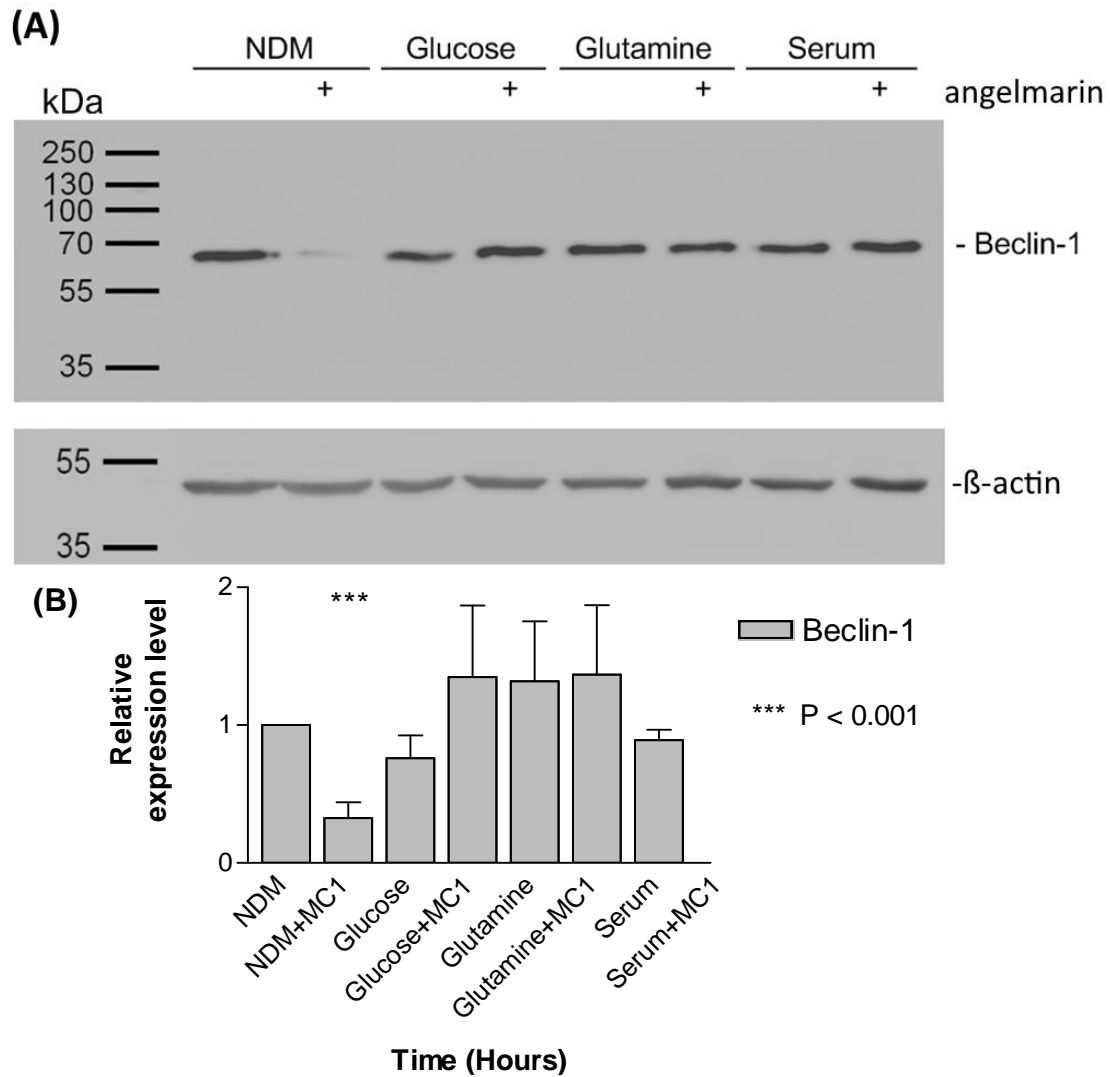 (A)
NDM Glucose Glutamine Serum
kDa + + + + angelmarin
250
130
100
70
- Beclin-1
55
35
55
-ß-actin
35
(B)
2
***
Beclin-1
Relative
expression level
1
*** P < 0.001
0
NDM
NDM+MC1
Glucose
Glucose+MC1
Glutamine
Glutamine+MC1
Serum
Serum+MC1
Time (Hours)